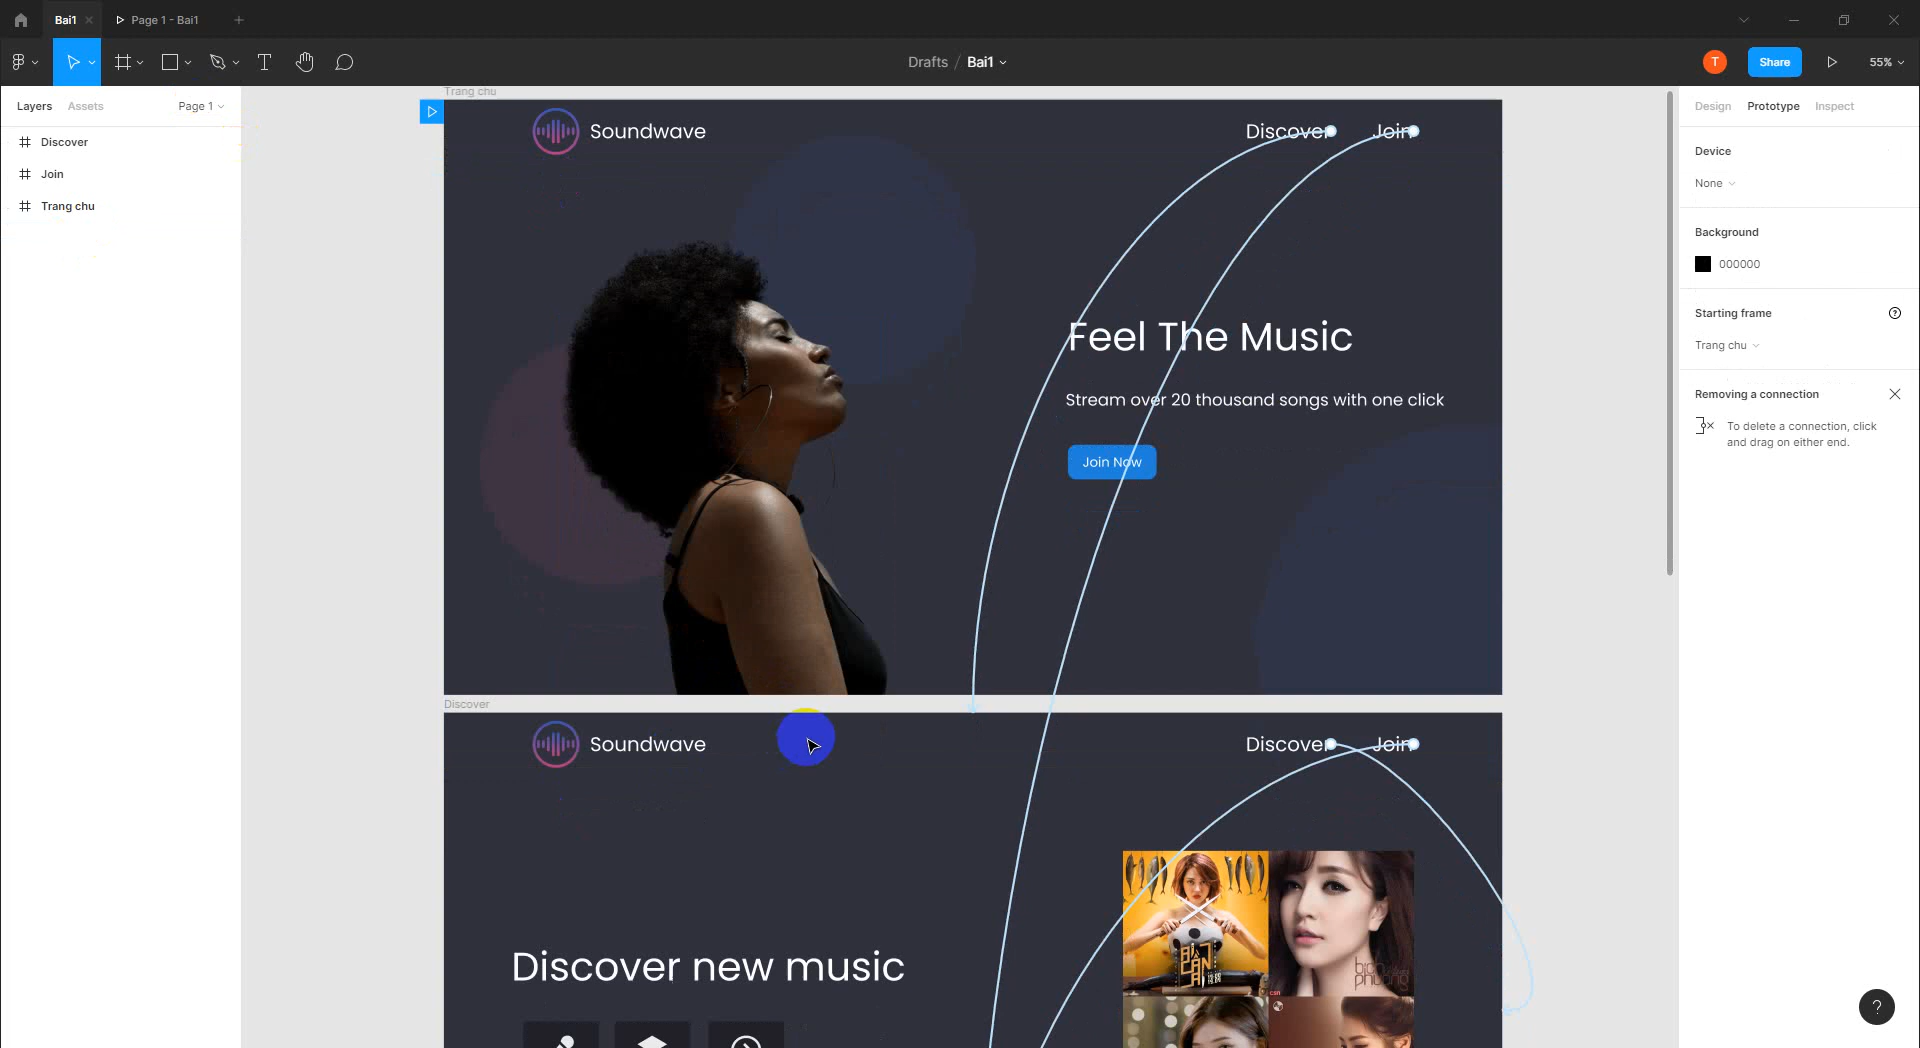 Bai1
Page 1 - Bai1
Drafts / Bai1
T
Share
55%
Layers
Assets
Page 1
Discover
Join
Trang chu
Trang chu
Soundwave
Discover
Join
Feel The Music
Stream over 20 thousand songs with one click
Join Now
Discover
Soundwave
Discover
Join
Discover new music
bích
phương
csn
Design
Prototype
Inspect
Device
None
Background
000000
Starting frame
Trang chu
Removing a connection
To delete a connection, click
and drag on either end.
?